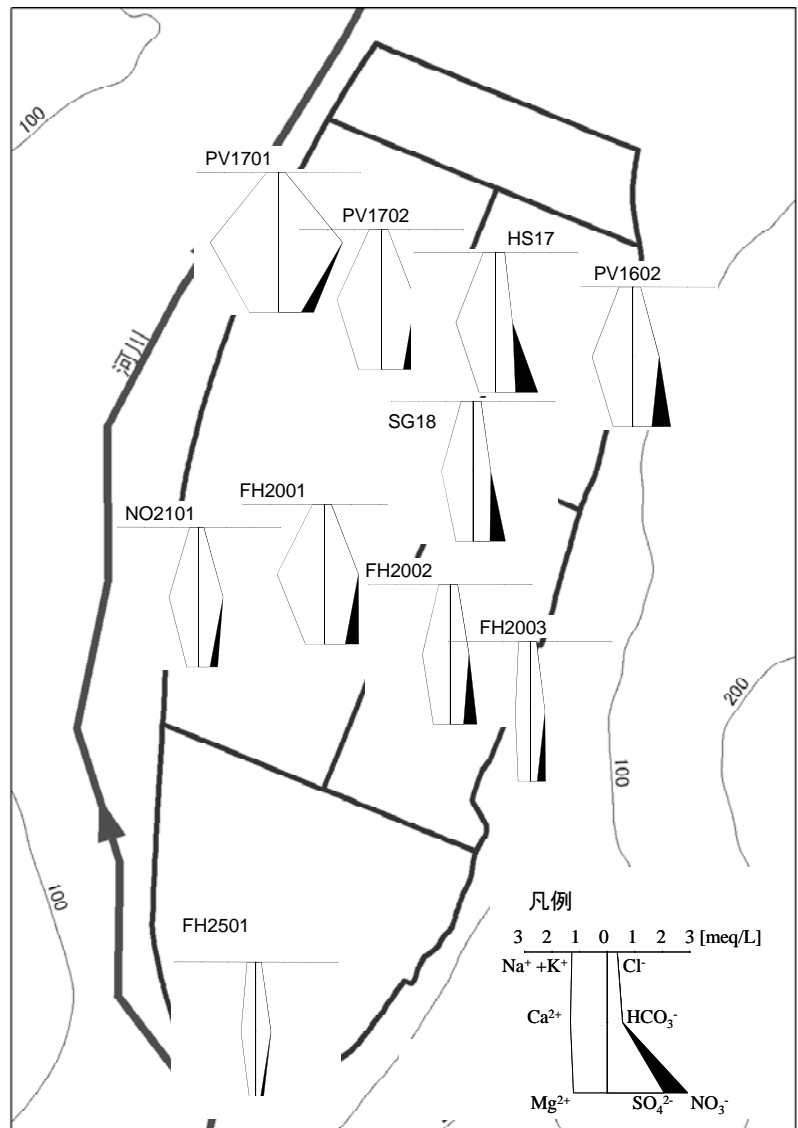 100
PV1701
PV1702
HS17
PV1602
河川
SG18
FH2001
NO2101
FH2002
FH2003
200
100
100
FH2501
凡例
3 2 1 0 1 2 3 [meq/L]
Na⁺ +K⁺ Cl⁻
Ca²⁺ HCO₃⁻
Mg²⁺ SO₄²⁻ NO₃⁻